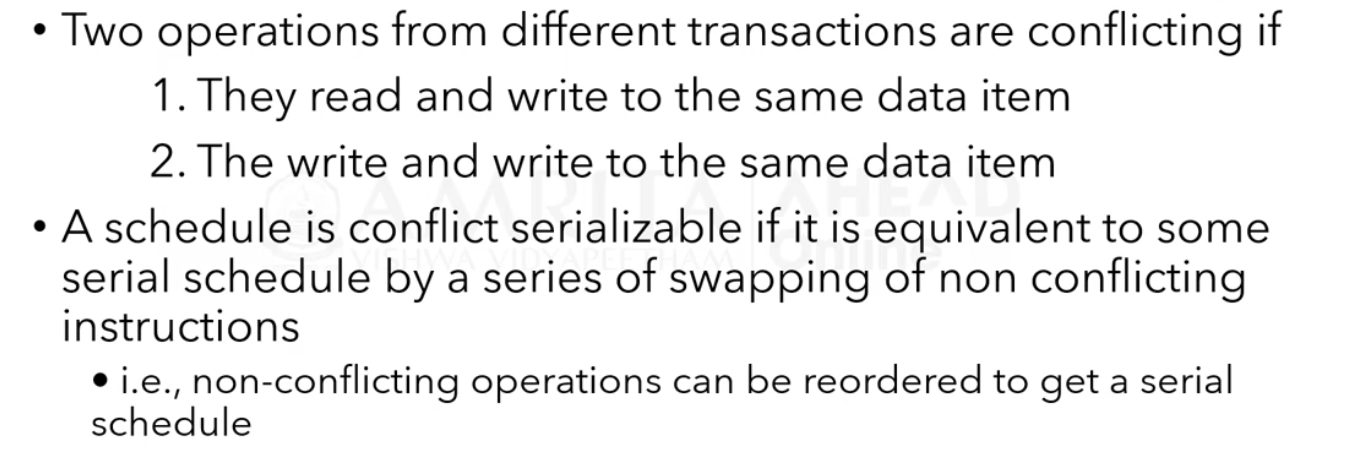 • Two operations from different transactions are conflicting if
1. They read and write to the same data item
2. The write and write to the same data item
• A schedule is conflict serializable if it is equivalent to some
serial schedule by a series of swapping of non conflicting
instructions
• i.e., non-conflicting operations can be reordered to get a serial
schedule
AMRITA
VISHWA VIDYAPEETHAM
AHEAD
Online